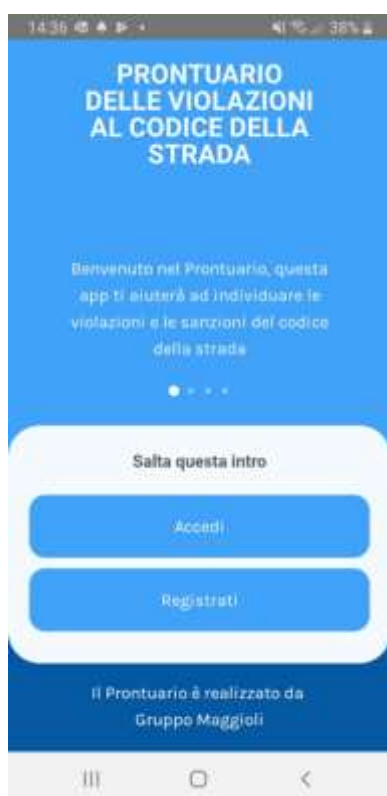 14:36
38%
PRONTUARIO
DELLE VIOLAZIONI
AL CODICE DELLA
STRADA
Benvenuto nel Prontuario, questa
app ti aiuterà ad individuare le
violazioni e le sanzioni del codice
della strada
Salta questa intro
Accedi
Registrati
Il Prontuario è realizzato da
Gruppo Maggioli